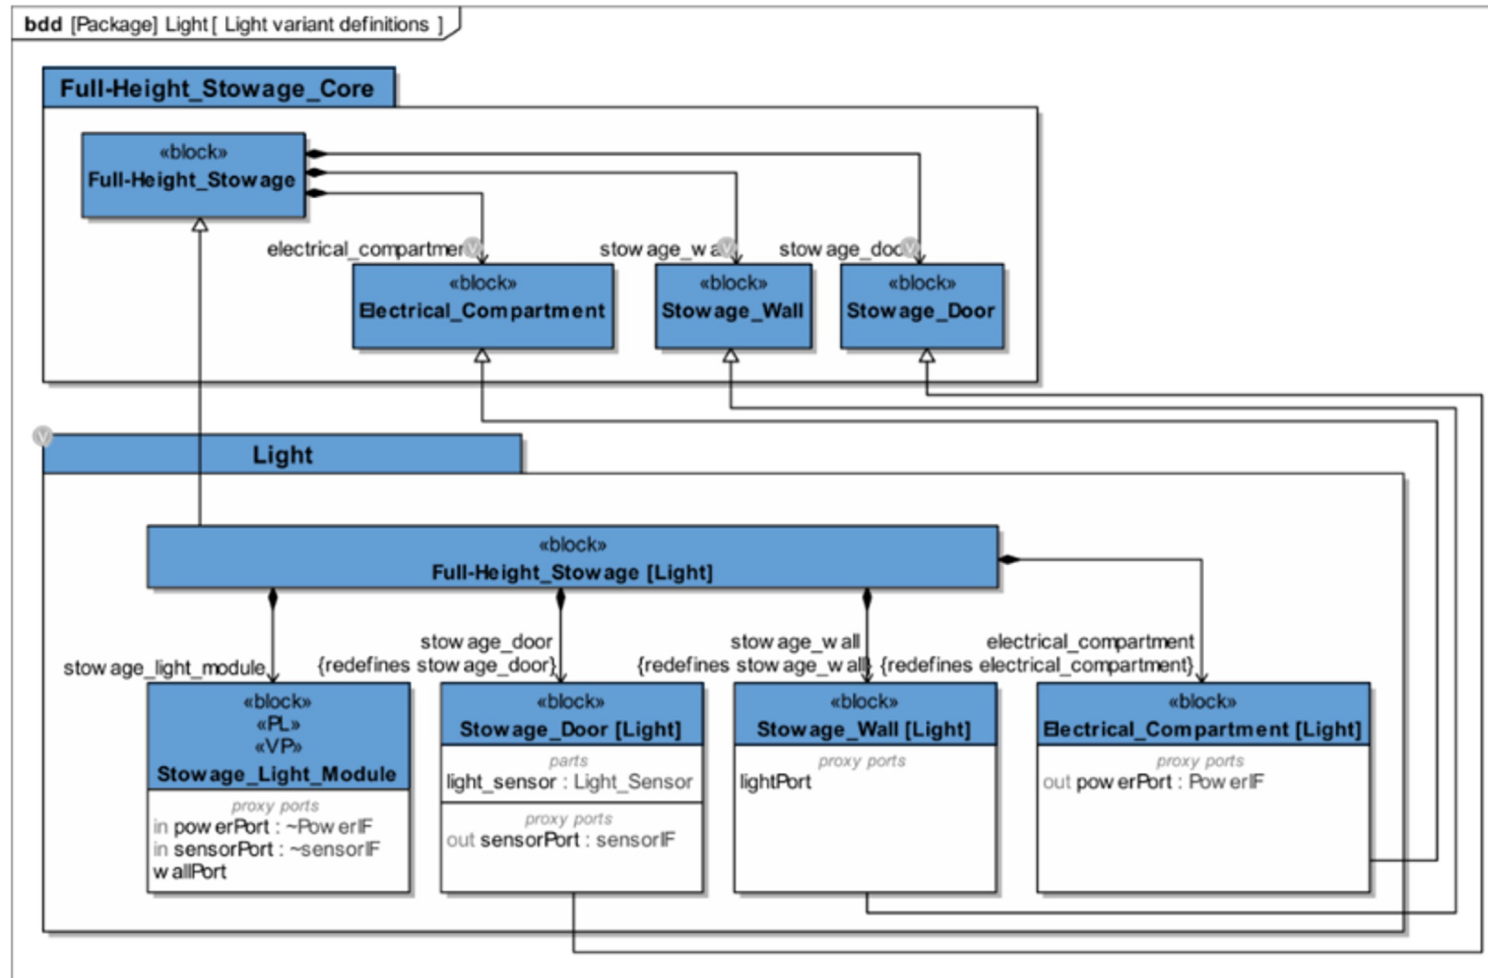 bdd [Package] Light [ Light variant definitions ]
Full-Height_Stowage_Core
«block»
Full-Height_Stowage
electrical_compartmer V
stowage_wa V
stowage_doo V
«block»
Electrical_Compartment
«block»
Stowage_Wall
«block»
Stowage_Door
V
Light
«block»
Full-Height_Stowage [Light]
stowage_light_module
stowage_door
{redefines stowage_door}
stowage_wall
{redefines stowage_wall}
electrical_compartment
{redefines electrical_compartment}
«block»
«PL»
«VP»
Stowage_Light_Module
proxy ports
in powerPort : ~PowerIF
in sensorPort : ~sensorIF
wallPort
«block»
Stowage_Door [Light]
parts
light_sensor : Light_Sensor
proxy ports
out sensorPort : sensorIF
«block»
Stowage_Wall [Light]
proxy ports
lightPort
«block»
Electrical_Compartment [Light]
proxy ports
out powerPort : PowerIF